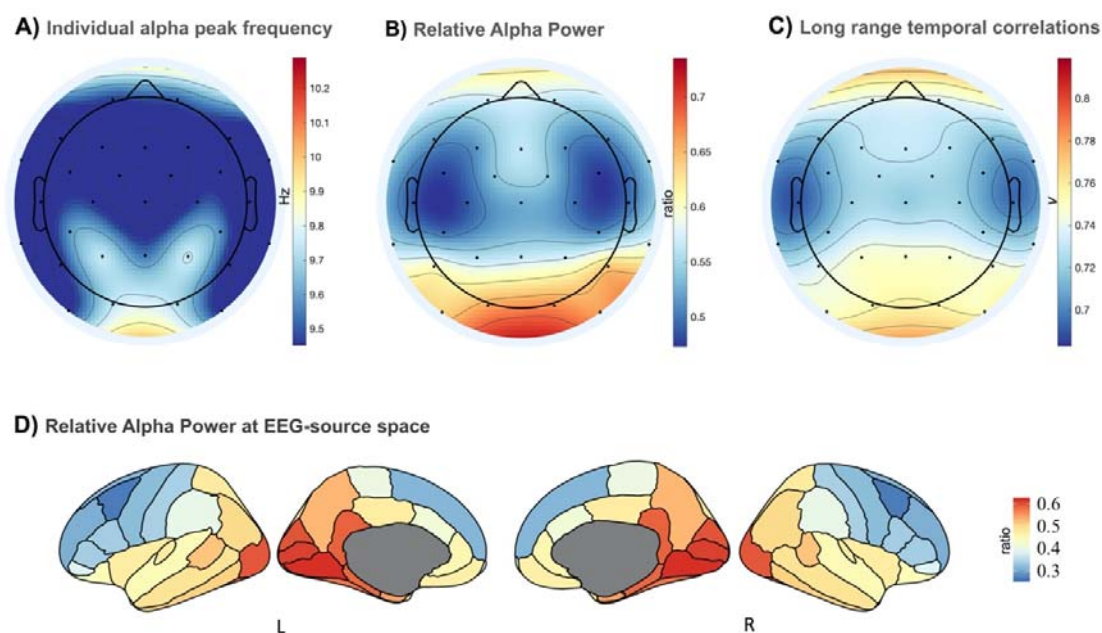 A) Individual alpha peak frequency
B) Relative Alpha Power
C) Long range temporal correlations
10.2
10.1
10
9.9
9.8
9.7
9.6
9.5
Hz
0.7
0.65
0.6
0.55
0.5
ratio
0.8
0.78
0.76
0.74
0.72
0.7
v
D) Relative Alpha Power at EEG-source space
L
R
ratio
0.6
0.5
0.4
0.3